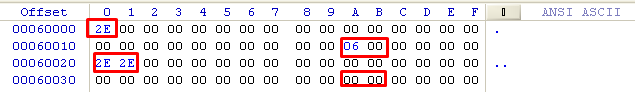 Offset 0 1 2 3 4 5 6 7 8 9 A B C D E F ANSI ASCII
00060000 2E 00 00 00 00 00 00 00 00 00 00 00 00 00 00 00 .
00060010 00 00 00 00 00 00 00 00 00 00 06 00 00 00 00 00
00060020 2E 2E 00 00 00 00 00 00 00 00 00 00 00 00 00 00 ..
00060030 00 00 00 00 00 00 00 00 00 00 00 00 00 00 00 00